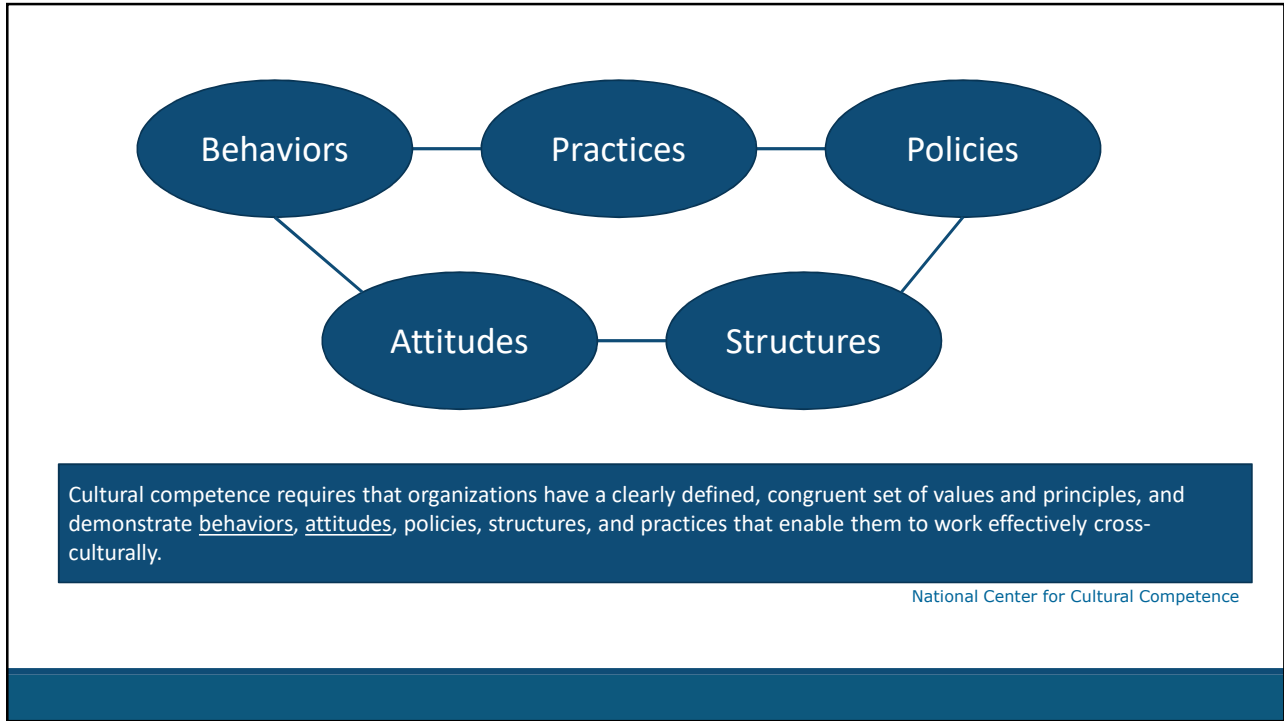 Behaviors
Practices
Policies
Attitudes
Structures
Cultural competence requires that organizations have a clearly defined, congruent set of values and principles, and
demonstrate behaviors, attitudes, policies, structures, and practices that enable them to work effectively cross-
culturally.
National Center for Cultural Competence